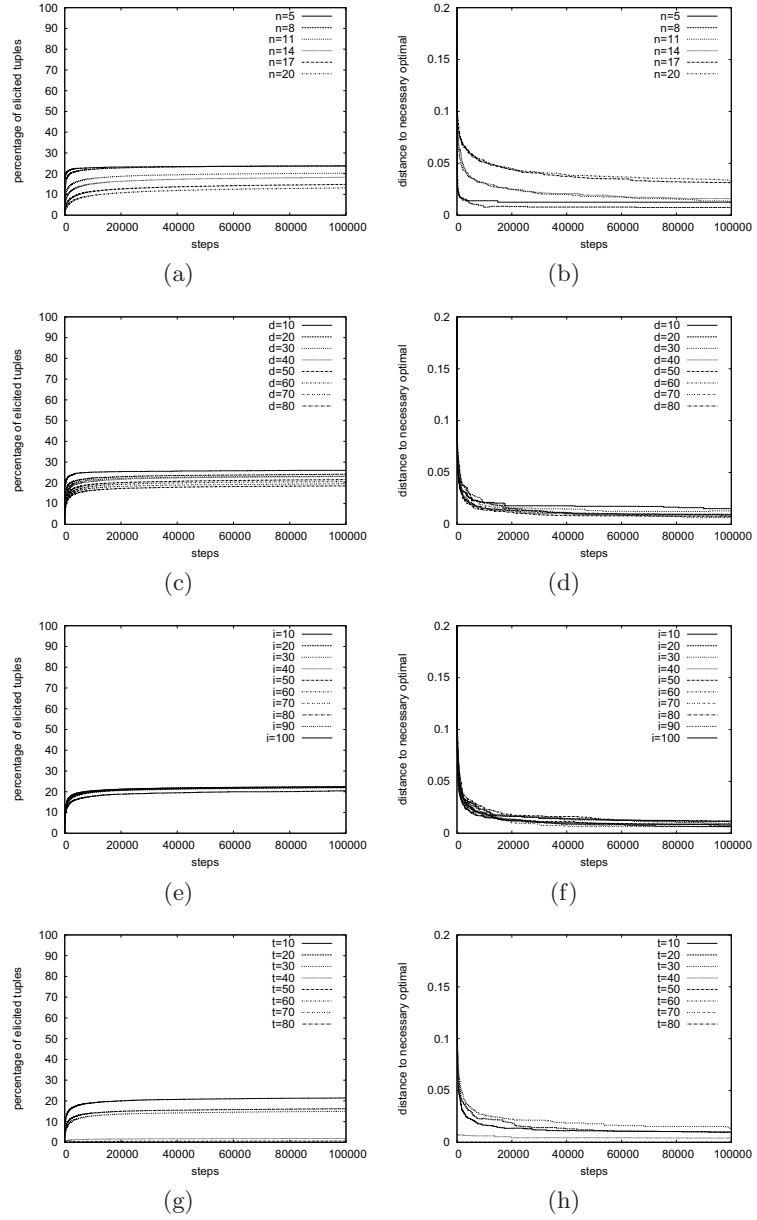 percentage of elicited tuples
100
90
80
70
60
50
40
30
20
10
0
0 20000 40000 60000 80000 100000
steps
n=5
n=8
n=11
n=14
n=17
n=20
(a)
distance to necessary optimal
0.2
0.15
0.1
0.05
0
0 20000 40000 60000 80000 100000
steps
n=5
n=8
n=11
n=14
n=17
n=20
(b)
percentage of elicited tuples
100
90
80
70
60
50
40
30
20
10
0
0 20000 40000 60000 80000 100000
steps
d=10
d=20
d=30
d=40
d=50
d=60
d=70
d=80
(c)
distance to necessary optimal
0.2
0.15
0.1
0.05
0
0 20000 40000 60000 80000 100000
steps
d=10
d=20
d=30
d=40
d=50
d=60
d=70
d=80
(d)
percentage of elicited tuples
100
90
80
70
60
50
40
30
20
10
0
0 20000 40000 60000 80000 100000
steps
i=10
i=20
i=30
i=40
i=50
i=60
i=70
i=80
i=90
i=100
(e)
distance to necessary optimal
0.2
0.15
0.1
0.05
0
0 20000 40000 60000 80000 100000
steps
i=10
i=20
i=30
i=40
i=50
i=60
i=70
i=80
i=90
i=100
(f)
percentage of elicited tuples
100
90
80
70
60
50
40
30
20
10
0
0 20000 40000 60000 80000 100000
steps
t=10
t=20
t=30
t=40
t=50
t=60
t=70
t=80
(g)
distance to necessary optimal
0.2
0.15
0.1
0.05
0
0 20000 40000 60000 80000 100000
steps
t=10
t=20
t=30
t=40
t=50
t=60
t=70
t=80
(h)